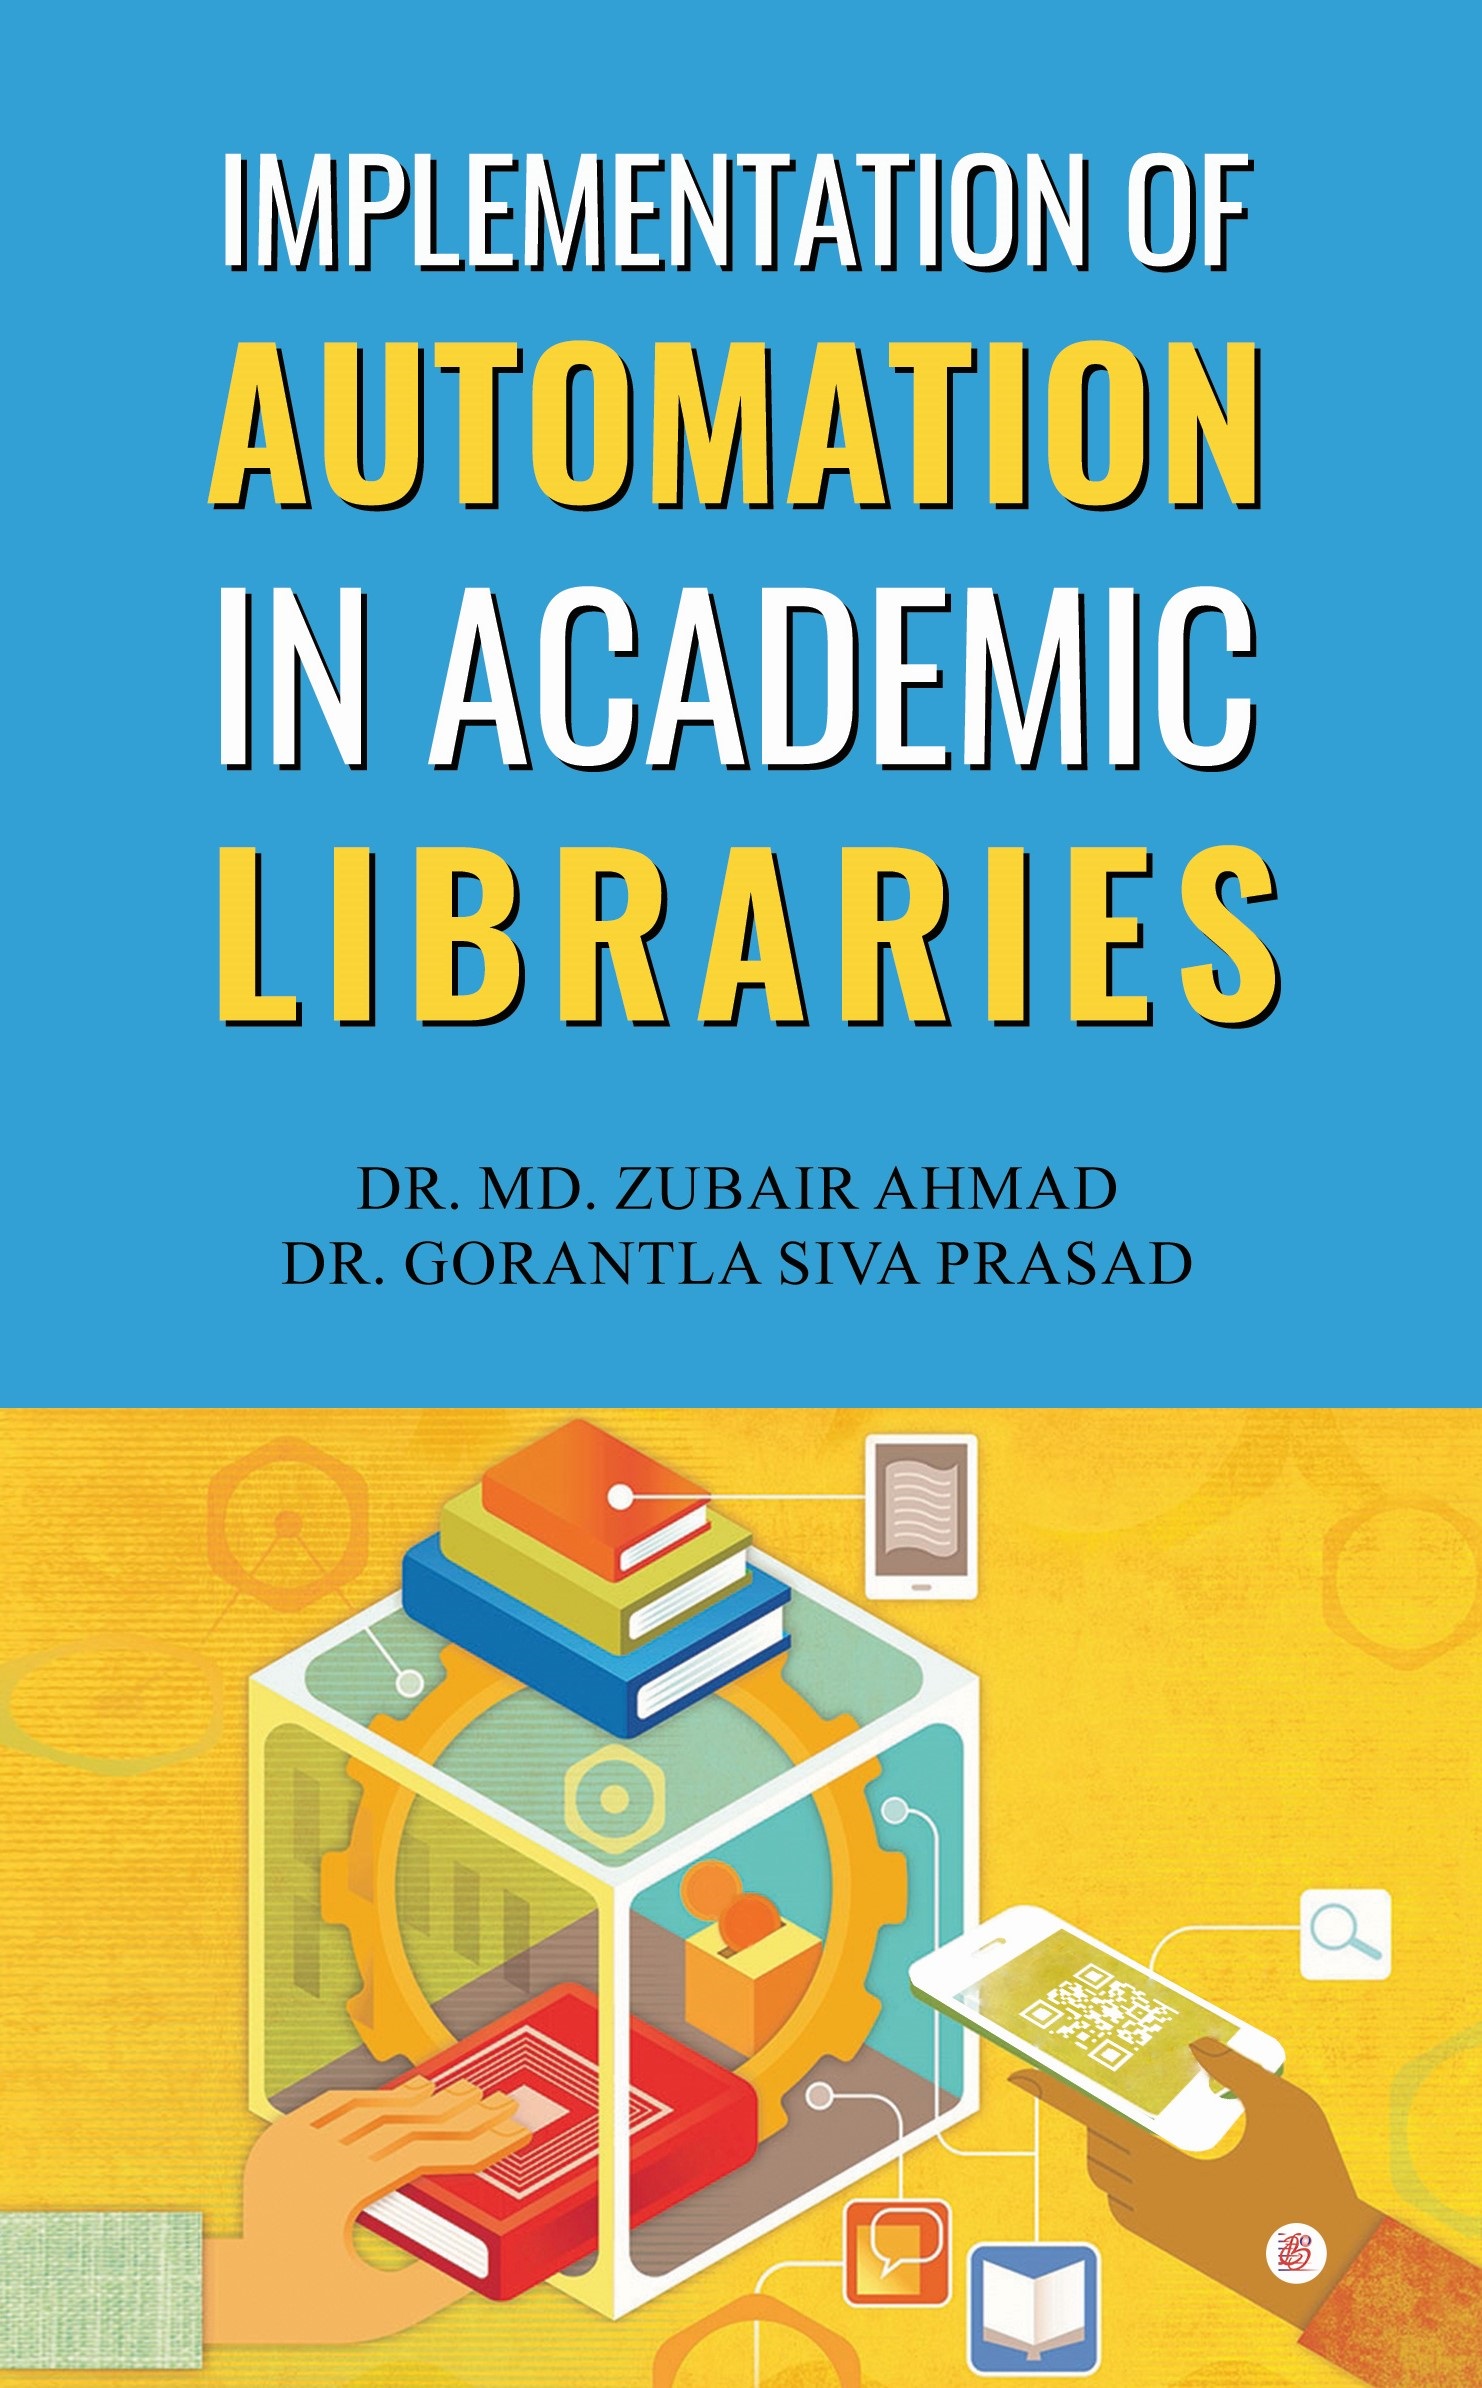 IMPLEMENTATION OF
AUTOMATION
IN ACADEMIC
LIBRARIES
DR. MD. ZUBAIR AHMAD
DR. GORANTLA SIVA PRASAD